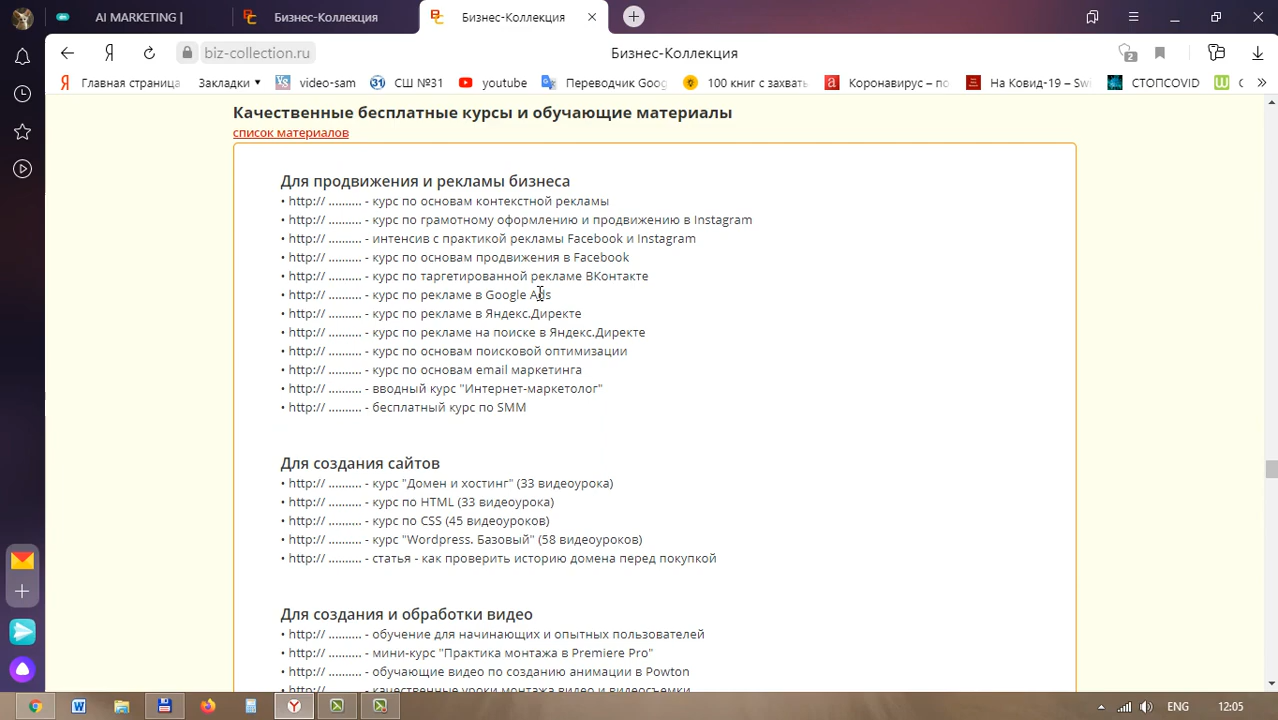 AI MARKETING |
Бизнес-Коллекция
Бизнес-Коллекция
biz-collection.ru
Бизнес-Коллекция
2
Главная страница
Закладки
video-sam
СШ №31
youtube
Переводчик Goog
100 книг с захвать
Коронавирус – по
На Ковид-19 – Sw
СТОПCOVID
Качественные бесплатные курсы и обучающие материалы
список материалов
Для продвижения и рекламы бизнеса
• http:// .......... - курс по основам контекстной рекламы
• http:// .......... - курс по грамотному оформлению и продвижению в Instagram
• http:// .......... - интенсив с практикой рекламы Facebook и Instagram
• http:// .......... - курс по основам продвижения в Facebook
• http:// .......... - курс по таргетированной рекламе ВКонтакте
• http:// .......... - курс по рекламе в Google Ads
• http:// .......... - курс по рекламе в Яндекс.Директе
• http:// .......... - курс по рекламе на поиске в Яндекс.Директе
• http:// .......... - курс по основам поисковой оптимизации
• http:// .......... - курс по основам email маркетинга
• http:// .......... - вводный курс "Интернет-маркетолог"
• http:// .......... - бесплатный курс по SMM
Для создания сайтов
• http:// .......... - курс "Домен и хостинг" (33 видеоурока)
• http:// .......... - курс по HTML (33 видеоурока)
• http:// .......... - курс по CSS (45 видеоуроков)
• http:// .......... - курс "Wordpress. Базовый" (58 видеоуроков)
• http:// .......... - статья - как проверить историю домена перед покупкой
Для создания и обработки видео
• http:// .......... - обучение для начинающих и опытных пользователей
• http:// .......... - мини-курс "Практика монтажа в Premiere Pro"
• http:// .......... - обучающие видео по созданию анимации в Powton
• http:// .......... - качественные уроки монтажа видео и видеосъемки
ENG
12:05